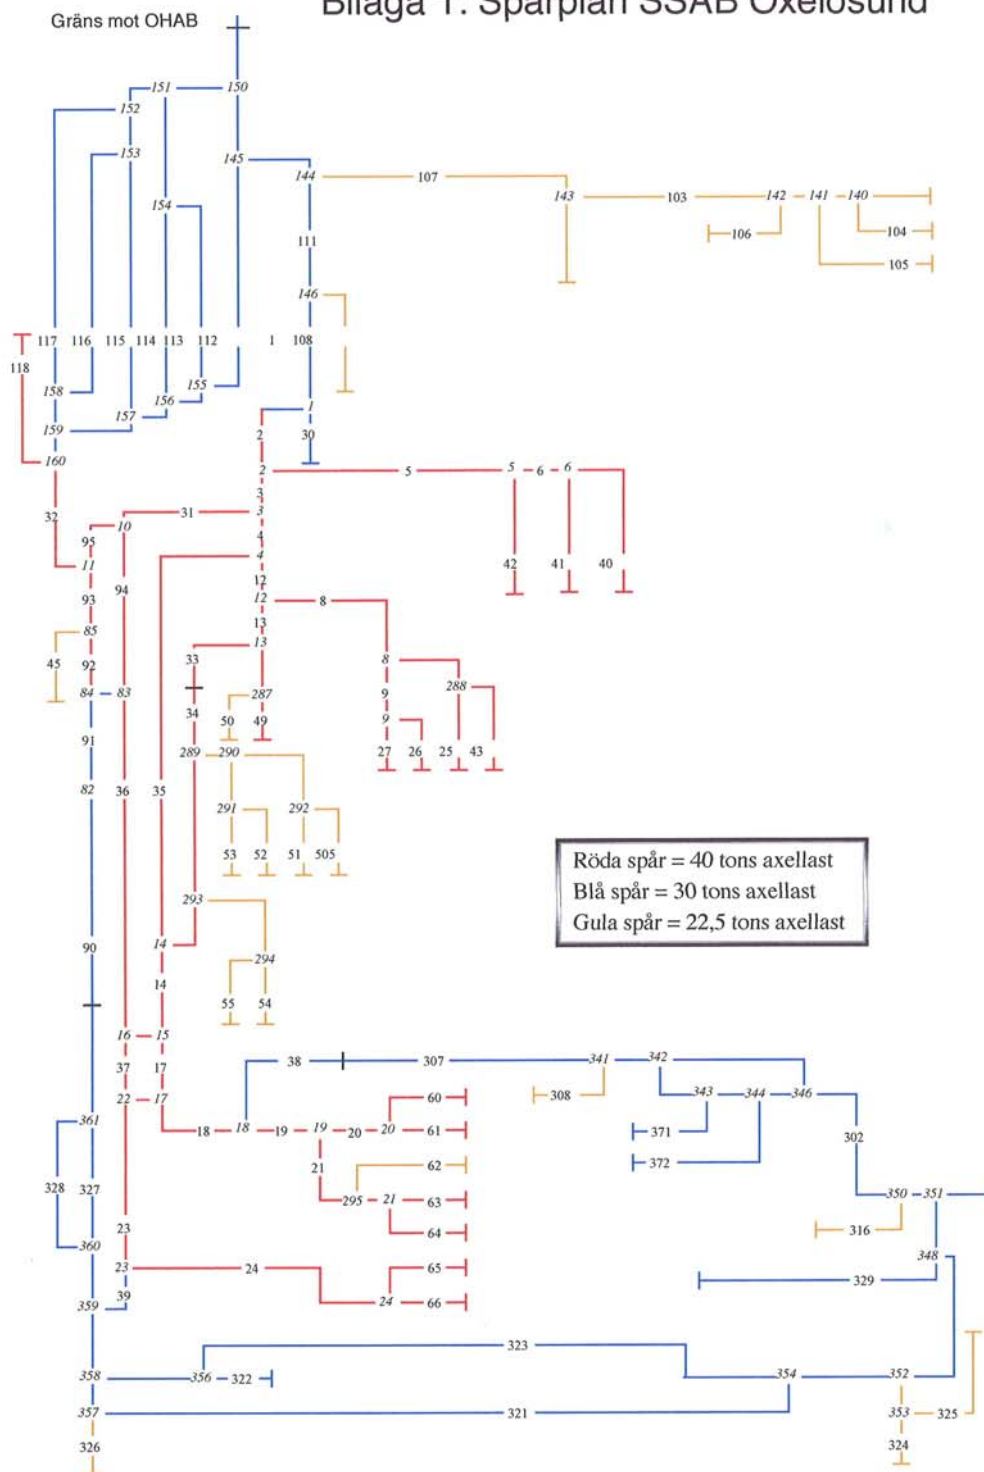 Bilaga 1. Spårplan SSAB Oxelösund
Gräns mot OHAB
151 150
152
153
145
144 107
143 103 142 141 140
154
106 104
111
105
146
117 116 115 114 113 112 1 108
118
158 155
156
157 1
159 2 30
160 2 5 5 6 6
3
32 31 3
10
95 4
4
11 42 41 40
94 12
93 12 8
13
85 13
45 92 33 8
84 83 287 288
34 9
50 49 9
91 289 290 27 26 25 43
82 36 35
291 292
53 52 51 505
Röda spår = 40 tons axellast
Blå spår = 30 tons axellast
Gula spår = 22,5 tons axellast
293
90 14
294
14
55 54
16 15
38 307 341 342
37 17
308 343 344 346
22 17 60
361 18 18 19 19 20 20 61 371
302
62 372
21
328 327 295 21 63 350 351
23 64 316
360 348
23 24 65
329
39
359 24 66
323
358 356 322 354 352
357 321 353 325
326 324